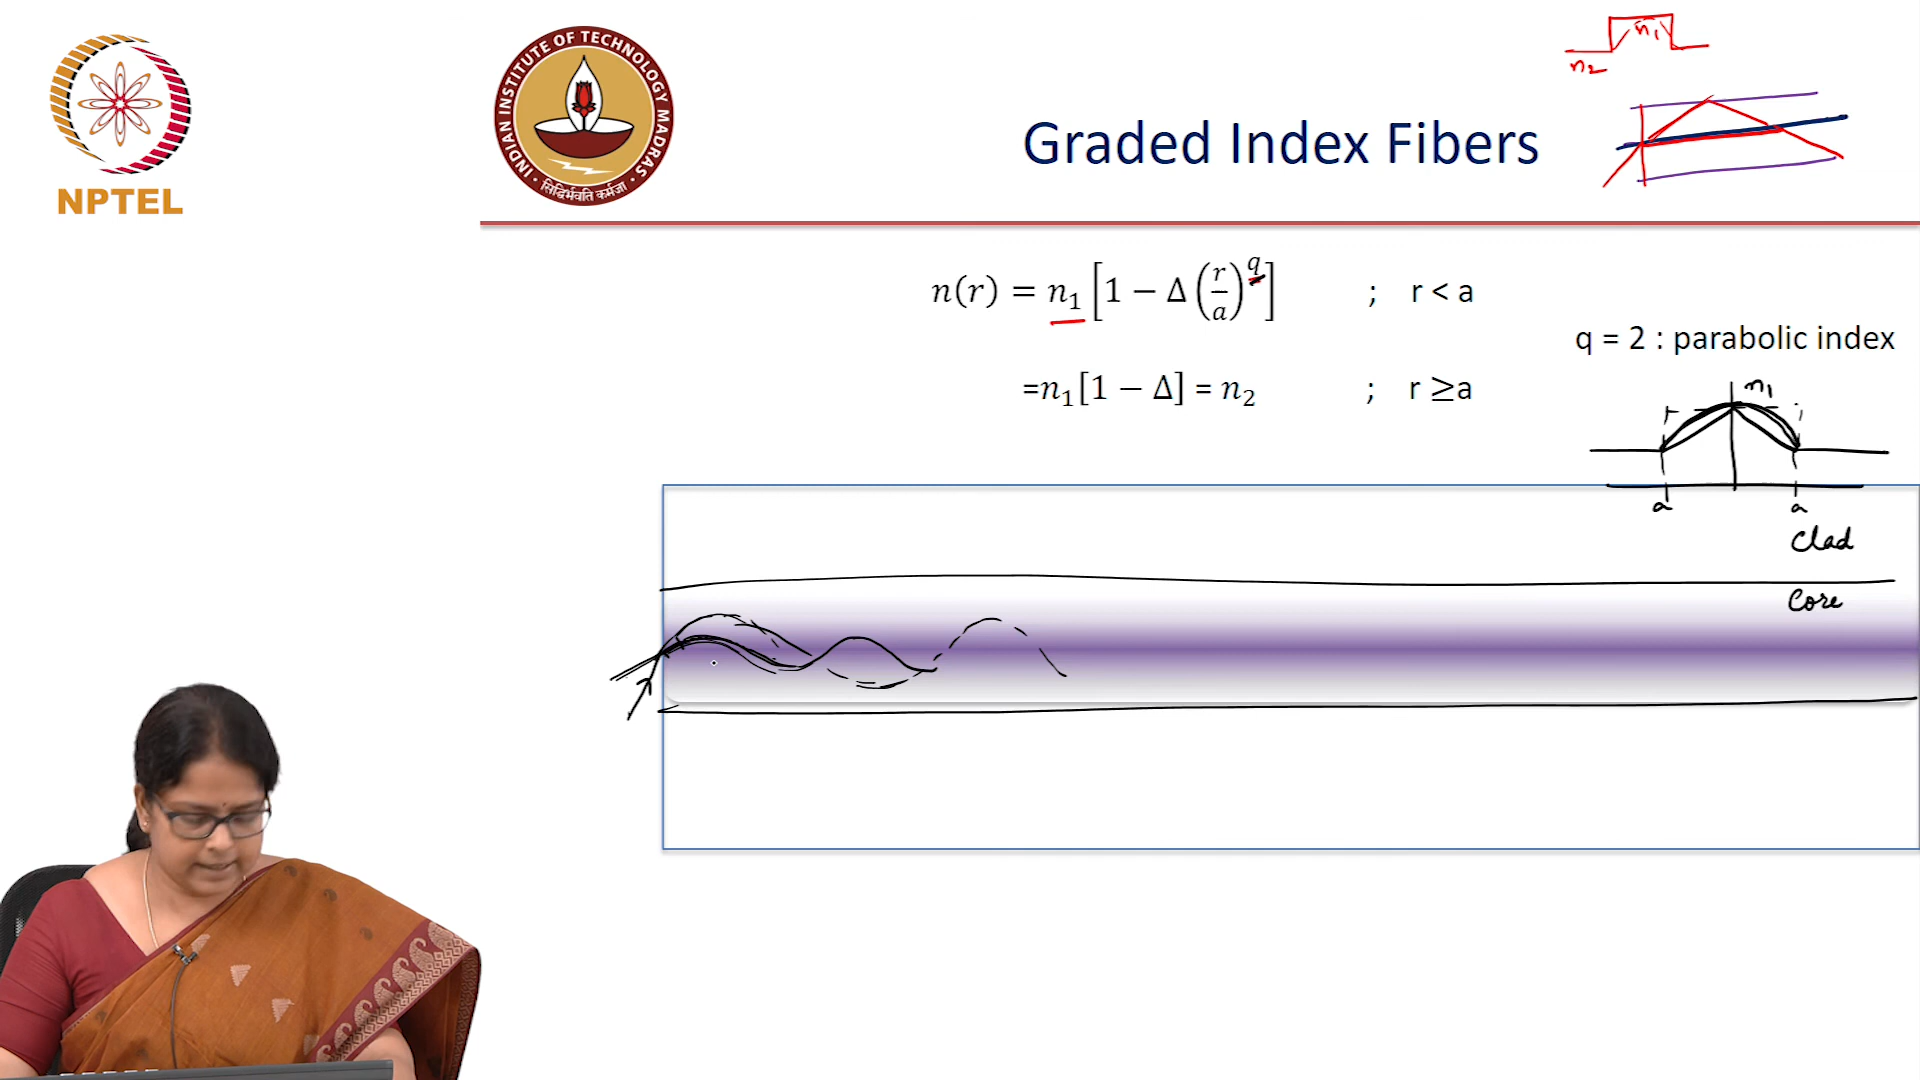 NPTEL
INDIAN INSTITUTE OF TECHNOLOGY MADRAS
सिद्धिर्भवति कर्मजा
n₁
n₂
Graded Index Fibers
n(r) = n₁ [1 − Δ (r/a)^q] ; r < a
q = 2 : parabolic index
=n₁[1 − Δ] = n₂ ; r ≥a
n₁
a a
Clad
Core